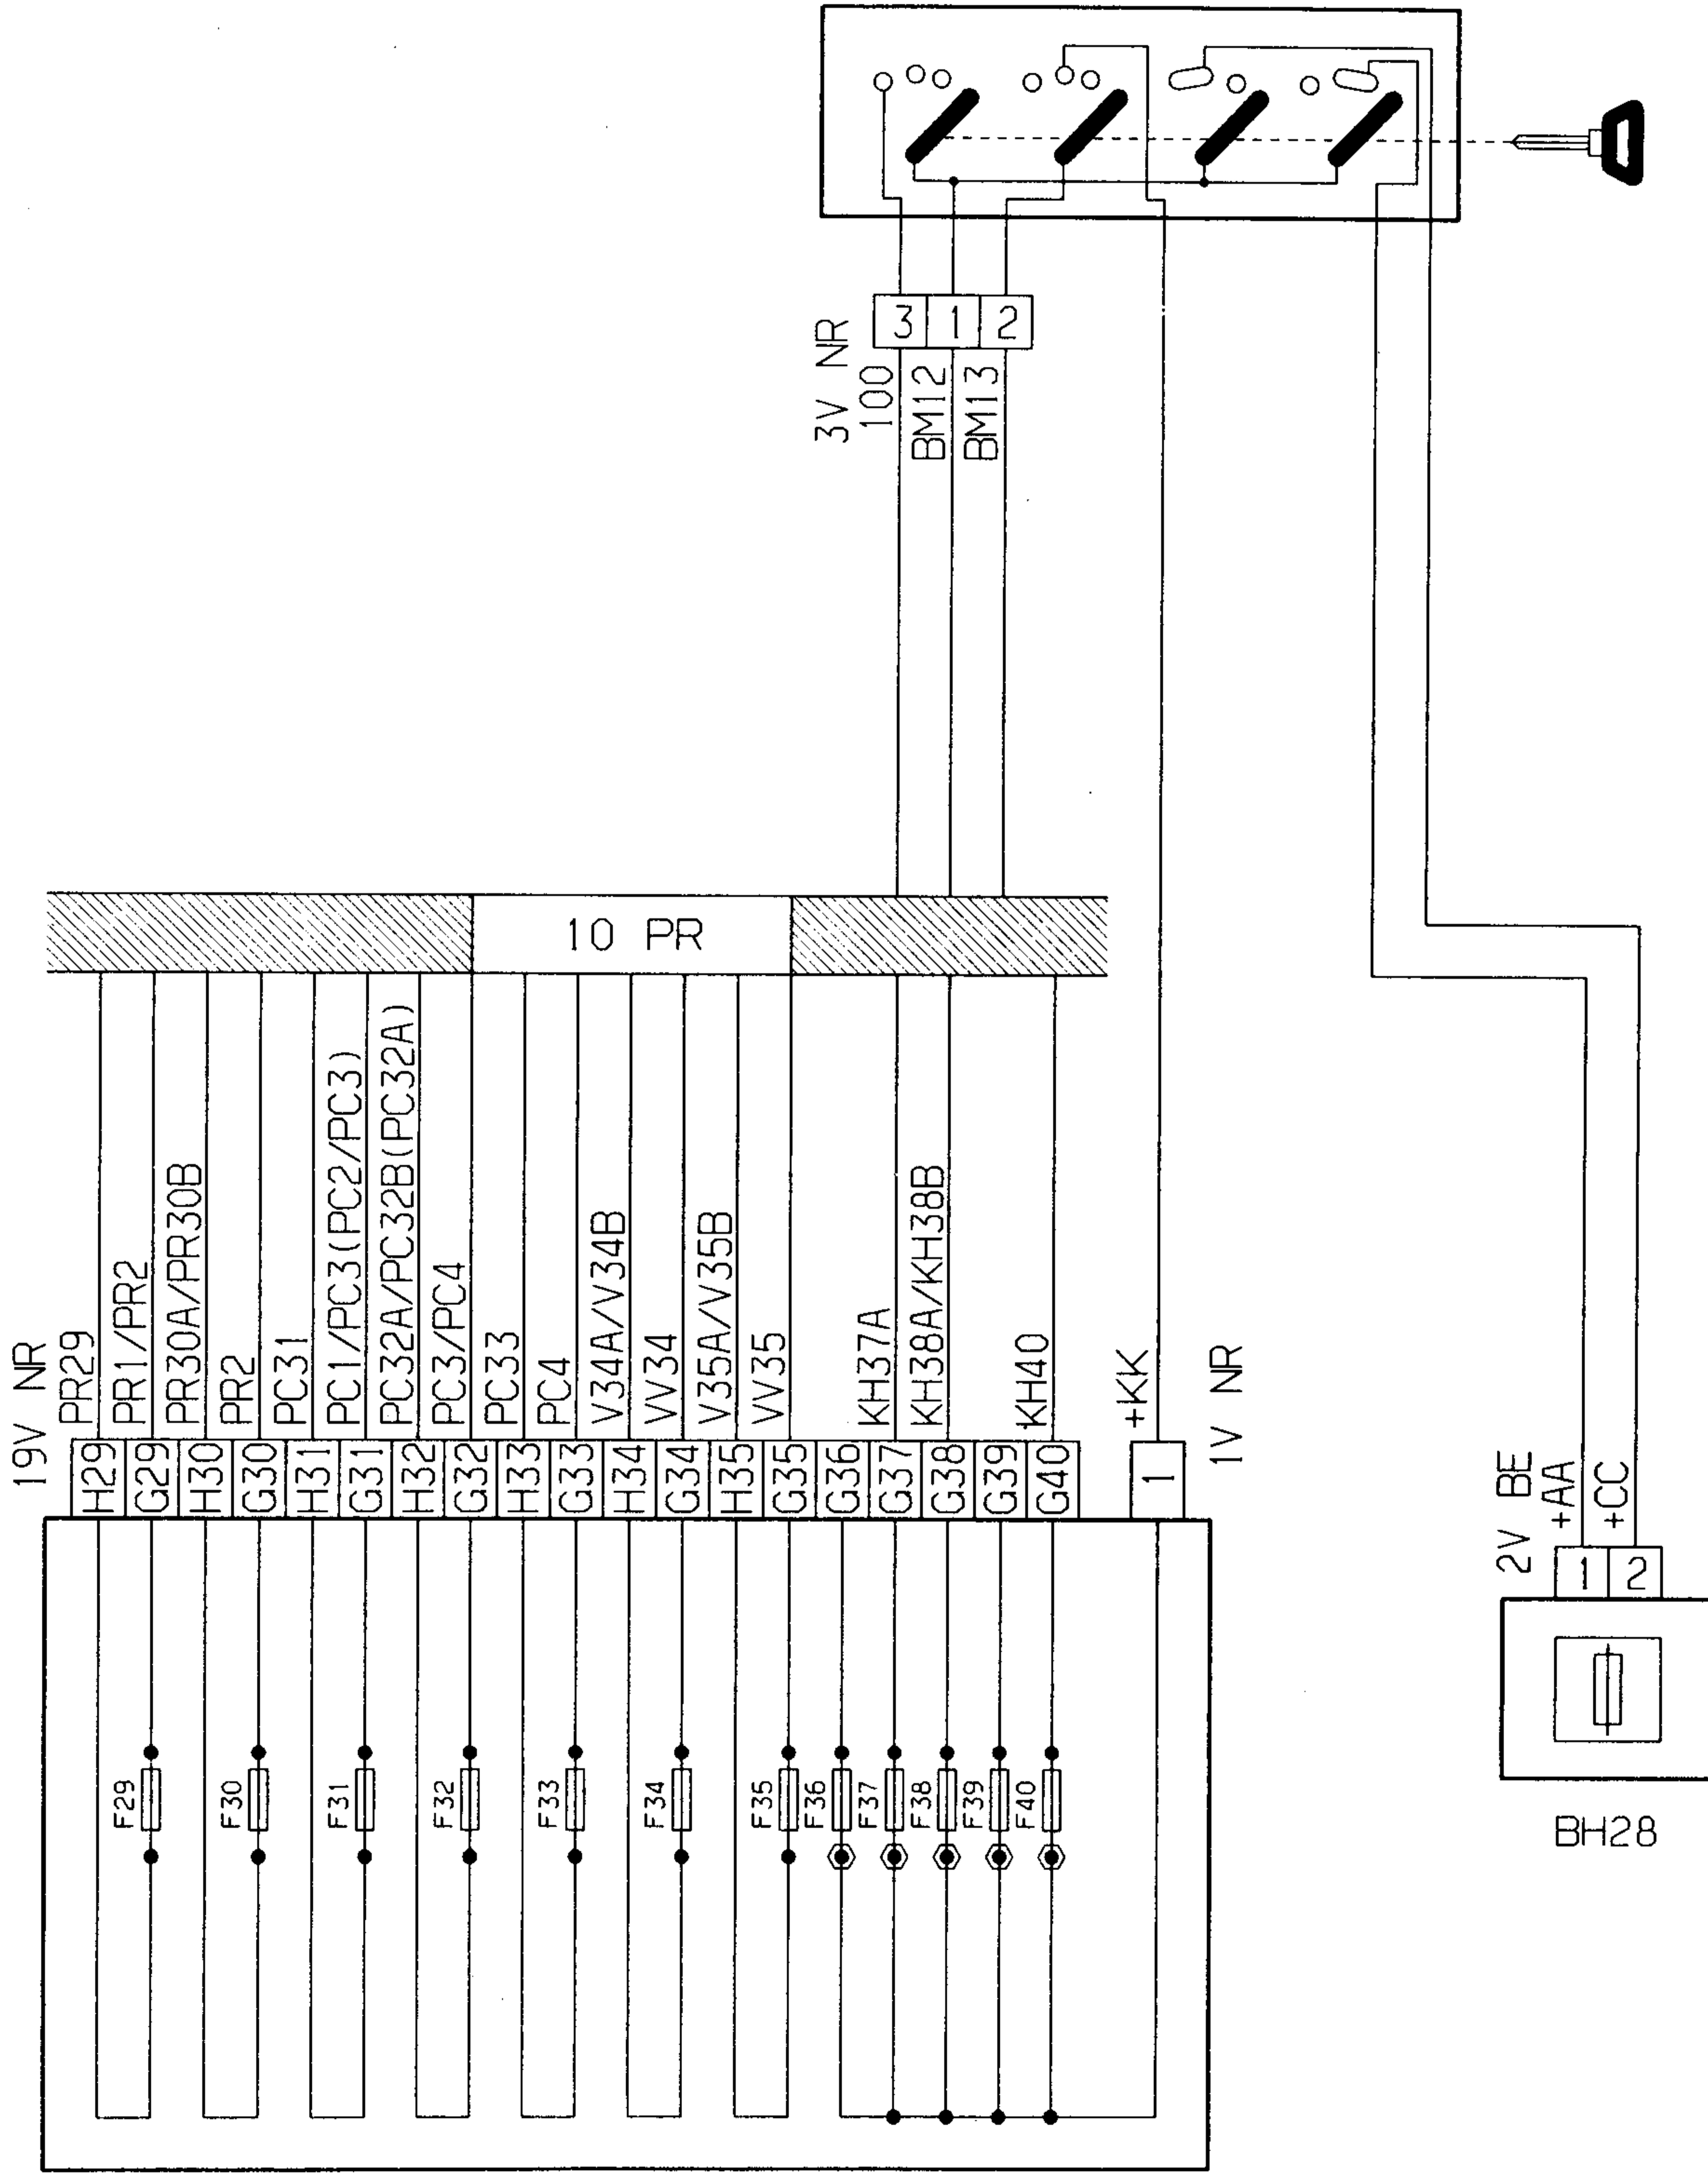 19V NR
PR29
PR1/PR2
PR30A/PR30B
PR2
PC31
PC1/PC3(PC2/PC3)
PC32A/PC32B(PC32A)
PC3/PC4
PC33
PC4
V34A/V34B
VV34
V35A/V35B
VV35
KH37A
KH38A/KH38B
KH40
+KK
1V NR
H29
G29
H30
G30
H31
G31
H32
G32
H33
G33
H34
G34
H35
G35
G36
G37
G38
G39
G40
1
F29
F30
F31
F32
F33
F34
F35
F36
F37
F38
F39
F40
10 PR
3V NR
100
BM12
BM13
3
1
2
2V BE
+AA
+CC
1
2
BH28